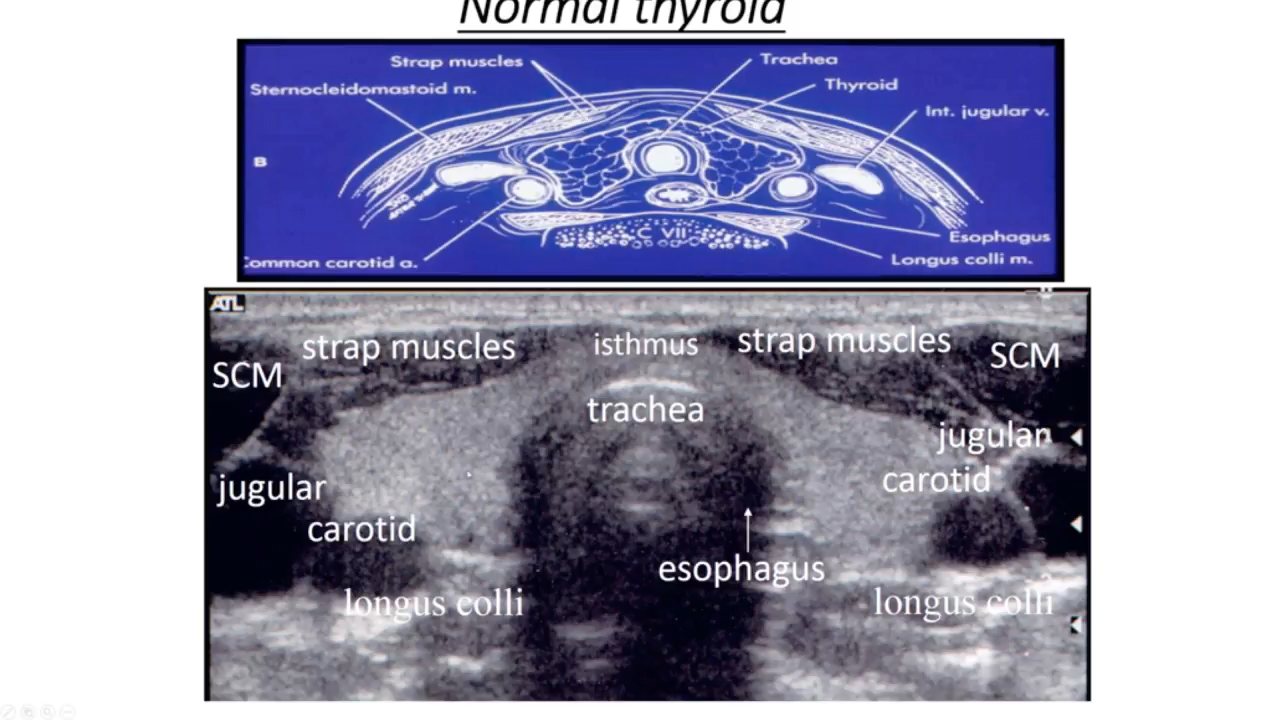 Normal thyroid
Strap muscles
Trachea
Sternocleidomastoid m.
Thyroid
Int. jugular v.
B
C VII
Esophagus
Common carotid a.
Longus colli m.
ATL
strap muscles
isthmus
strap muscles
SCM
SCM
trachea
jugular
carotid
jugular
carotid
esophagus
longus colli
longus colli